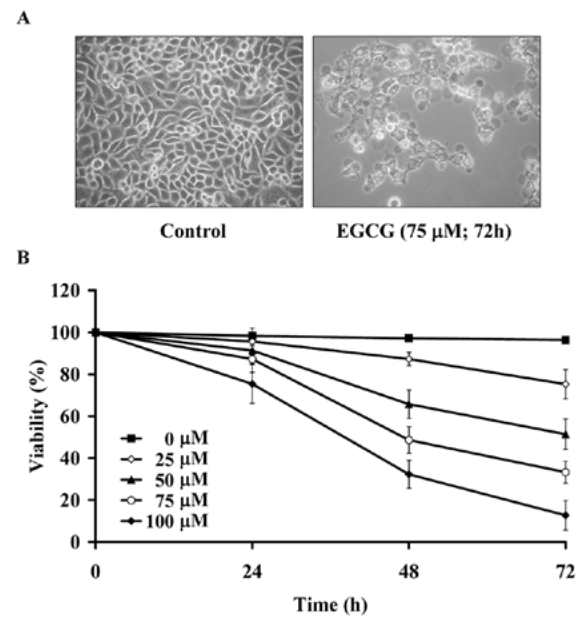 A
Control
EGCG (75 μM; 72h)
B
120
100
80
60
40
20
0
Viability (%)
0 μM
25 μM
50 μM
75 μM
100 μM
0 24 48 72
Time (h)